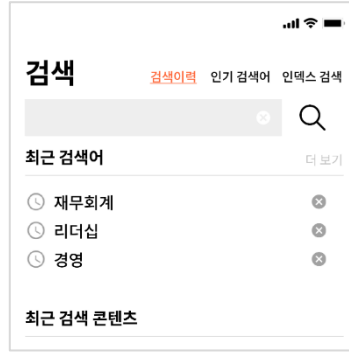 검색
검색이력 인기 검색어 인덱스 검색
최근 검색어 더 보기
재무회계
리더십
경영
최근 검색 콘텐츠